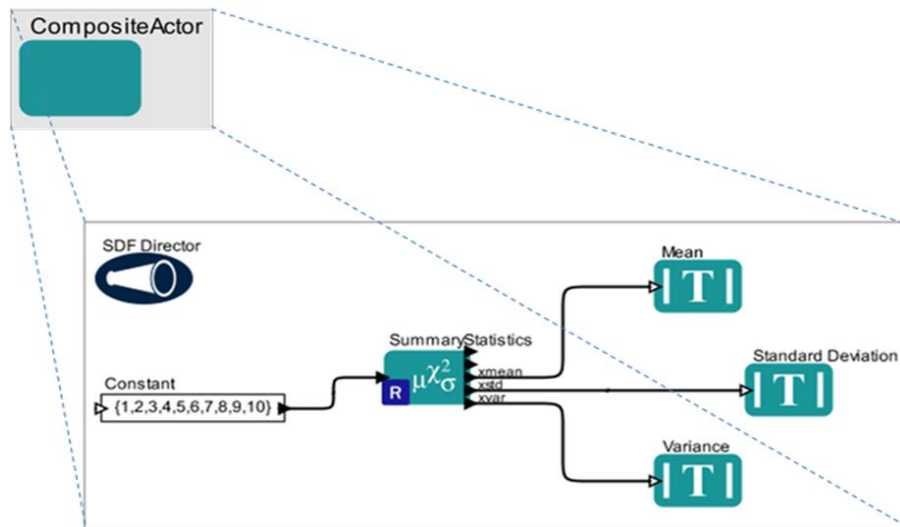 CompositeActor
SDF Director
Mean
SummaryStatistics
μχ²σ
R
xmean
xstd
xvar
Constant
{1,2,3,4,5,6,7,8,9,10}
T
Standard Deviation
T
Variance
T